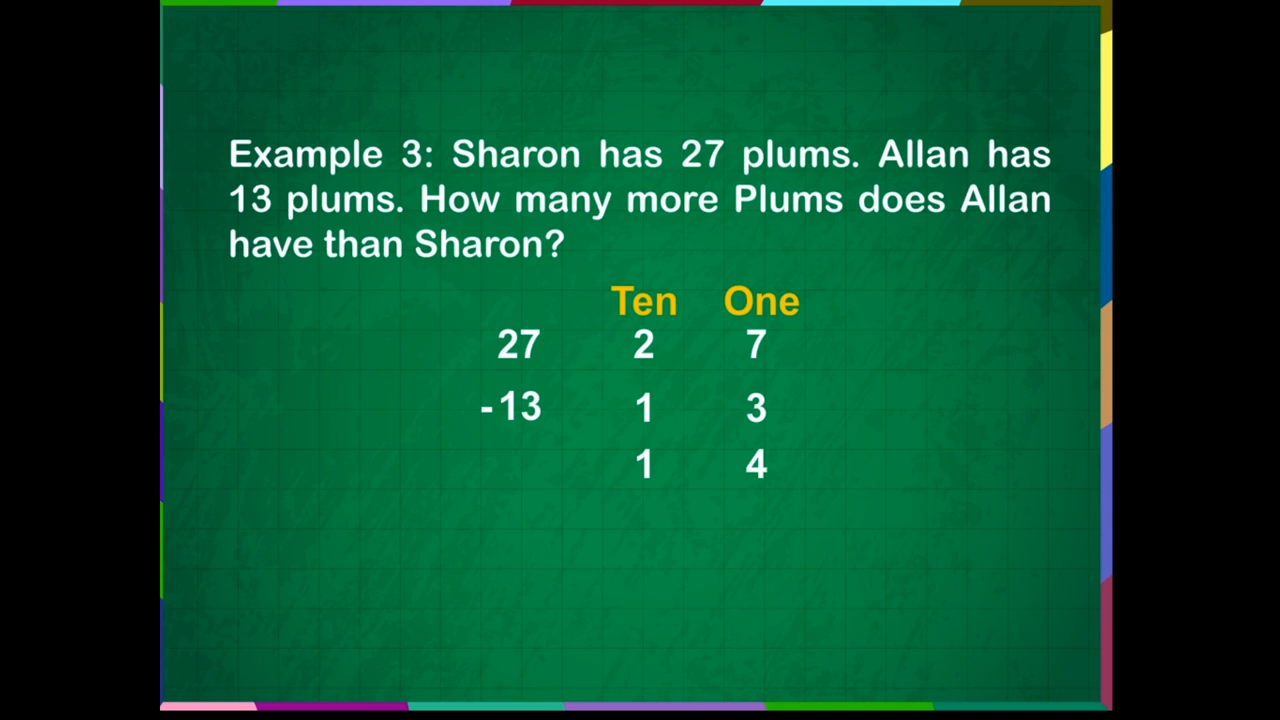 Example 3: Sharon has 27 plums. Allan has
13 plums. How many more Plums does Allan
have than Sharon?
Ten One
27 2 7
-13 1 3
1 4